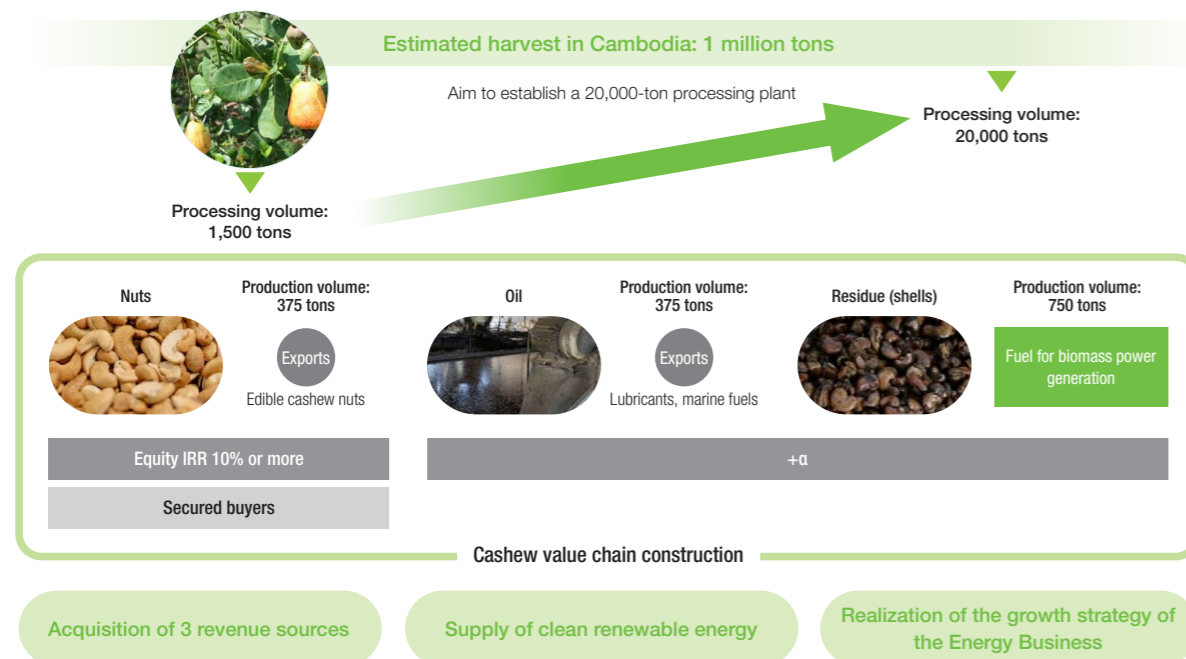 Estimated harvest in Cambodia: 1 million tons
Aim to establish a 20,000-ton processing plant
Processing volume:
20,000 tons
Processing volume:
1,500 tons
Nuts
Production volume:
375 tons
Exports
Edible cashew nuts
Oil
Production volume:
375 tons
Exports
Lubricants, marine fuels
Residue (shells)
Production volume:
750 tons
Fuel for biomass power
generation
Equity IRR 10% or more
+α
Secured buyers
Cashew value chain construction
Acquisition of 3 revenue sources
Supply of clean renewable energy
Realization of the growth strategy of
the Energy Business